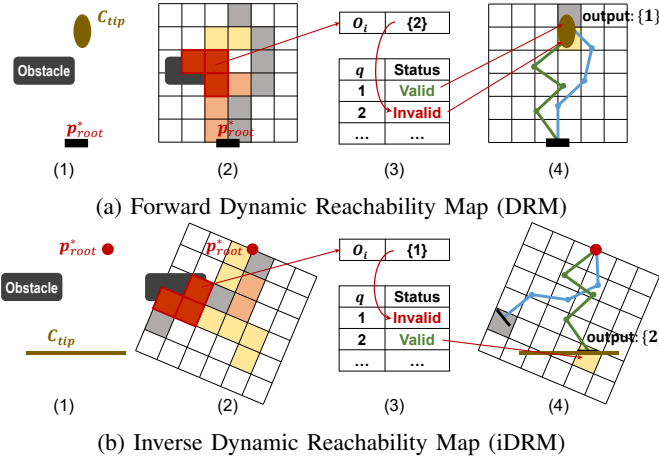 C_tip
Obstacle
p*_root
(1)
p*_root
(2)
O_i {2}
q Status
1 Valid
2 Invalid
... ...
(3)
output: {1}
(4)
(a) Forward Dynamic Reachability Map (DRM)
p*_root
Obstacle
C_tip
(1)
p*_root
(2)
O_i {1}
q Status
1 Invalid
2 Valid
... ...
(3)
output: {2
(4)
(b) Inverse Dynamic Reachability Map (iDRM)